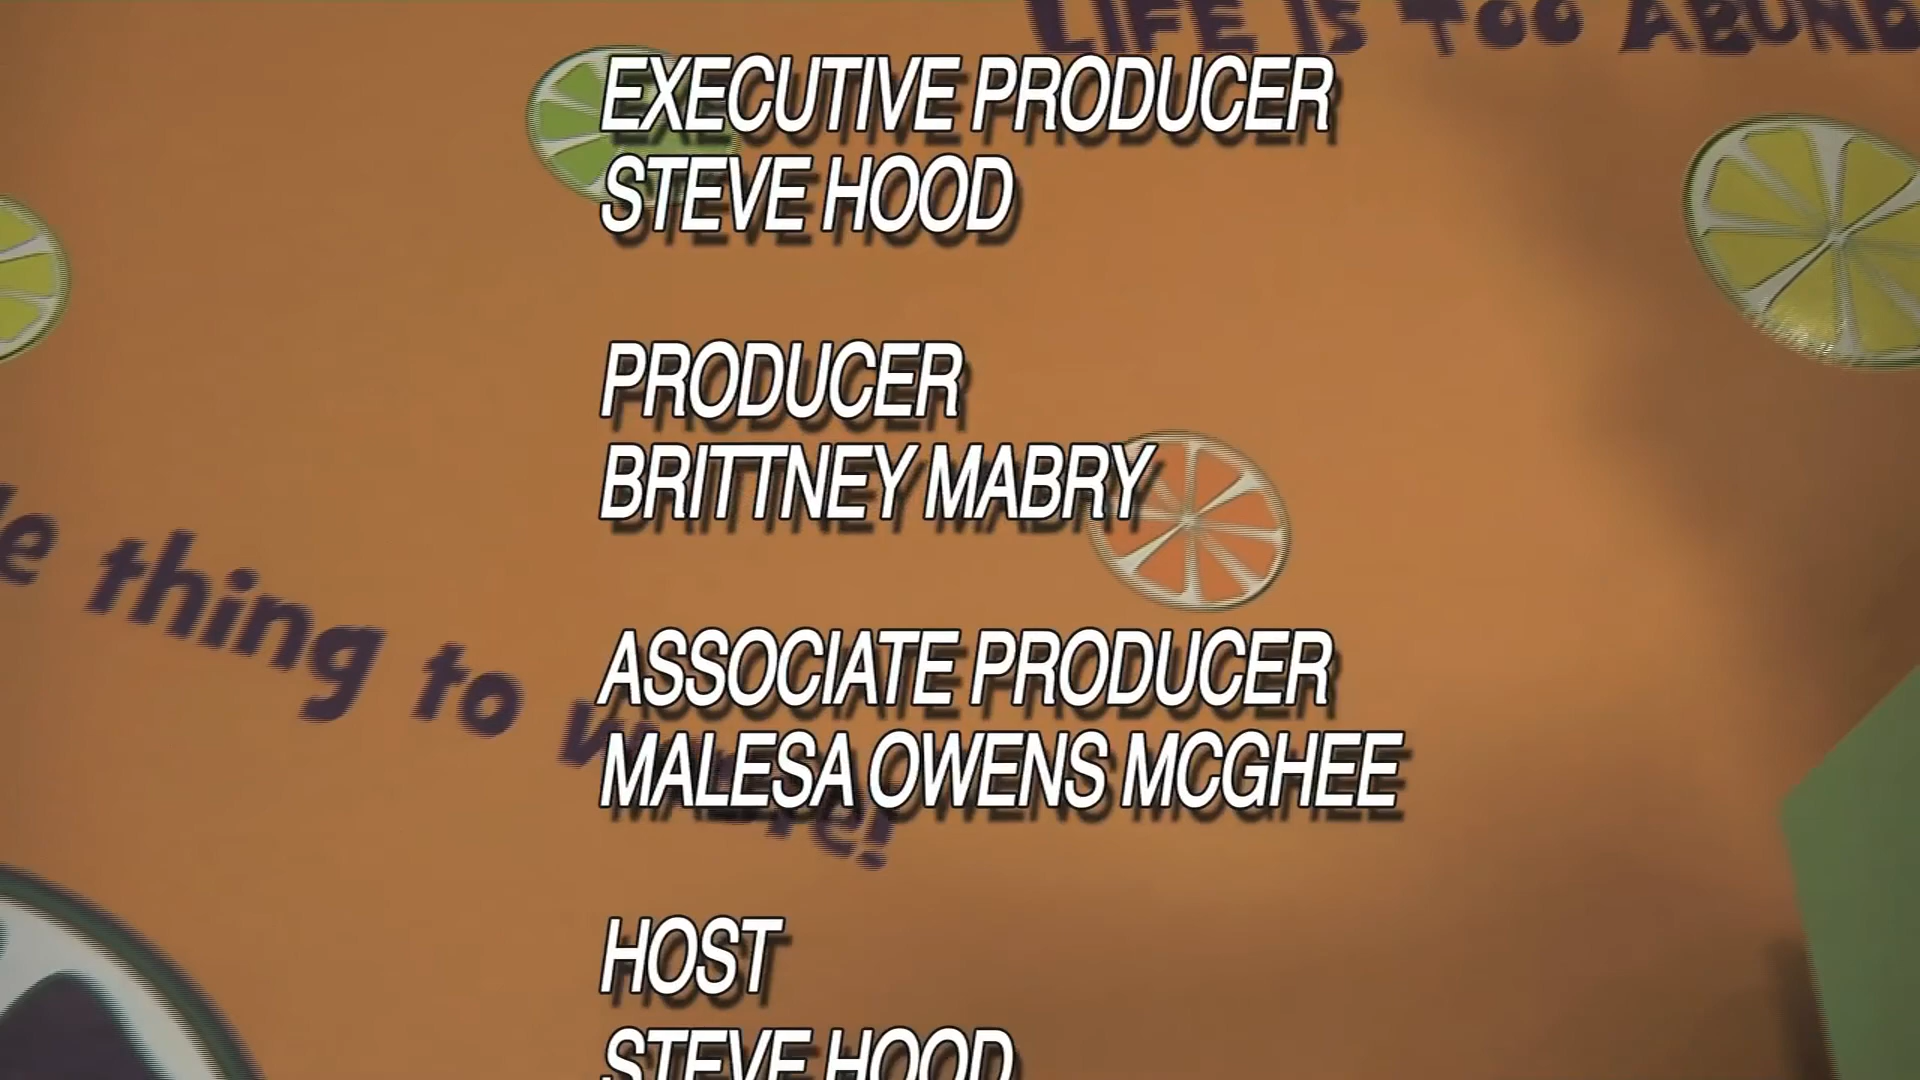 LIFE IS TOO ABUND
EXECUTIVE PRODUCER
STEVE HOOD
PRODUCER
BRITTNEY MABRY
thing to
ASSOCIATE PRODUCER
MALESA OWENS MCGHEE
HOST
STEVE HOOD